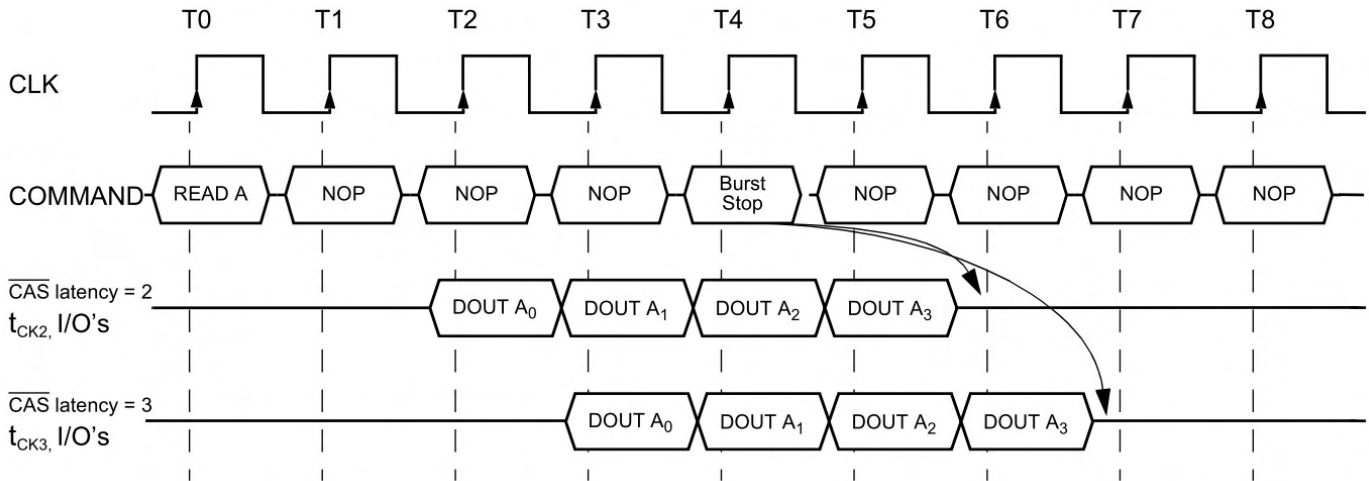 T0 T1 T2 T3 T4 T5 T6 T7 T8
CLK
COMMAND READ A NOP NOP NOP Burst Stop NOP NOP NOP NOP
CAS latency = 2
tCK2, I/O's
DOUT A0 DOUT A1 DOUT A2 DOUT A3
CAS latency = 3
tCK3, I/O's
DOUT A0 DOUT A1 DOUT A2 DOUT A3